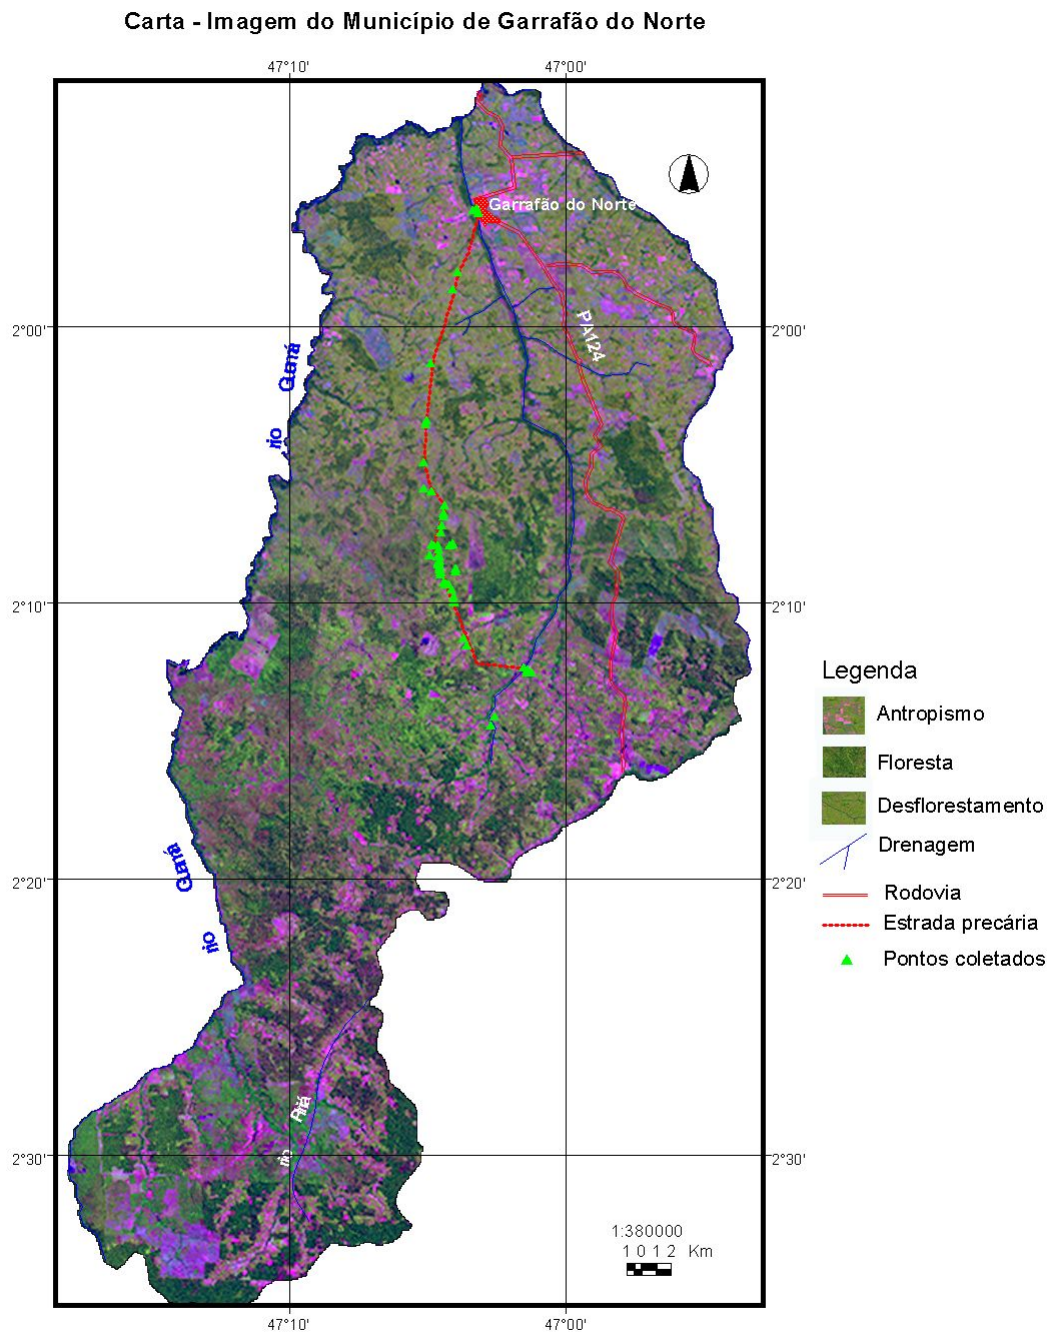 Carta - Imagem do Município de Garrafão do Norte
47°10'
47°00'
Garrafão do Norte
2°00'
2°00'
PA124
rio Guamá
2°10'
2°10'
Legenda
Antropismo
Floresta
Desflorestamento
Drenagem
Rodovia
Estrada precária
Pontos coletados
rio Guamá
2°20'
2°20'
rio Piriá
2°30'
2°30'
1:380000
1 0 1 2 Km
47°10'
47°00'